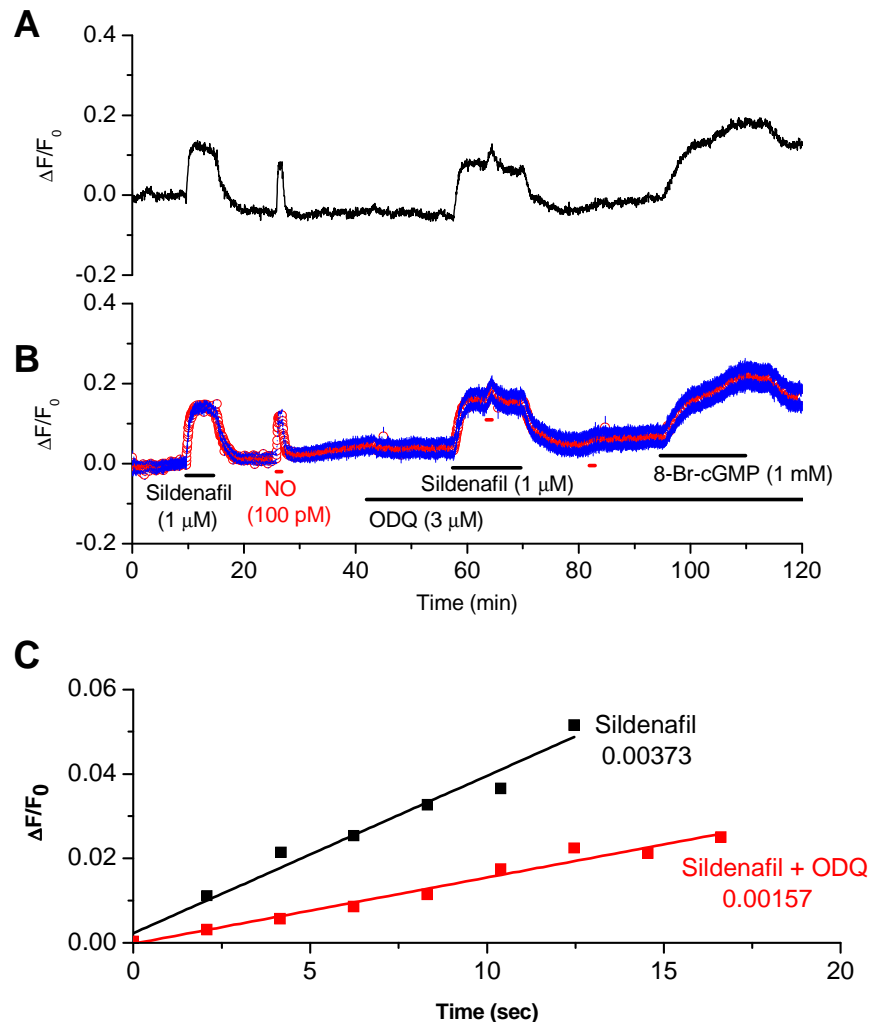 A
0.4
0.2
0.0
-0.2
ΔF/F0
B
0.4
0.2
0.0
-0.2
ΔF/F0
Sildenafil
(1 μM)
NO
(100 pM)
Sildenafil (1 μM)
8-Br-cGMP (1 mM)
ODQ (3 μM)
0 20 40 60 80 100 120
Time (min)
C
0.06
0.04
0.02
0.00
ΔF/F0
Sildenafil
0.00373
Sildenafil + ODQ
0.00157
0 5 10 15 20
Time (sec)